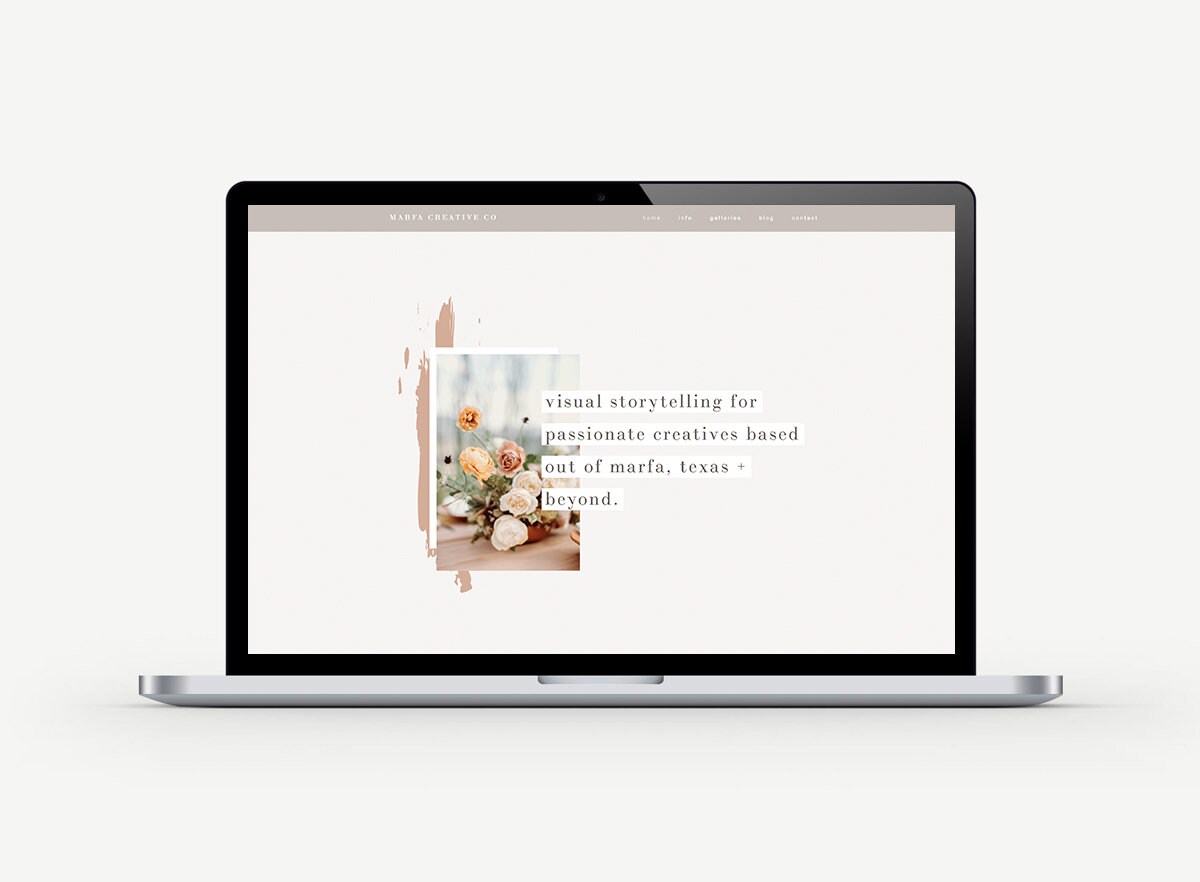 MARFA CREATIVE CO
home info galleries blog contact
visual storytelling for
passionate creatives based
out of marfa, texas +
beyond.